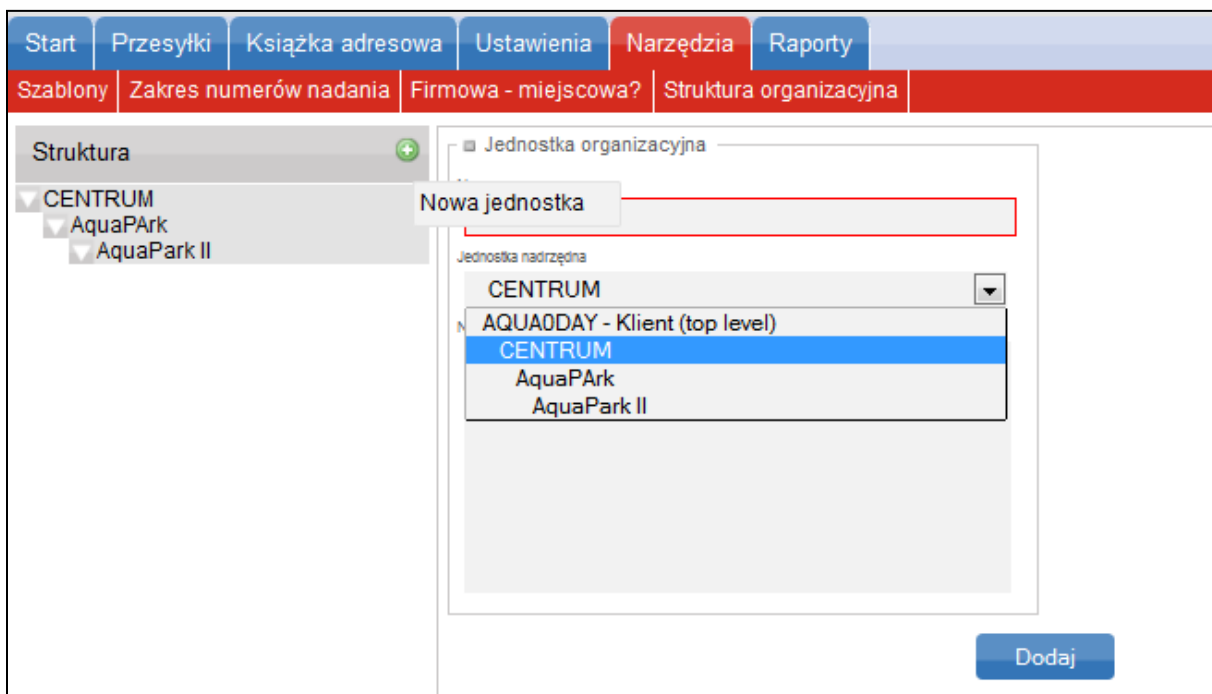 Start Przesyłki Książka adresowa Ustawienia Narzędzia Raporty
Szablony Zakres numerów nadania Firmowa - miejscowa? Struktura organizacyjna
Struktura
CENTRUM
AquaPArk
AquaPark II
Jednostka organizacyjna
Nowa jednostka
Jednostka nadrzędna
CENTRUM
AQUA0DAY - Klient (top level)
CENTRUM
AquaPArk
AquaPark II
Dodaj